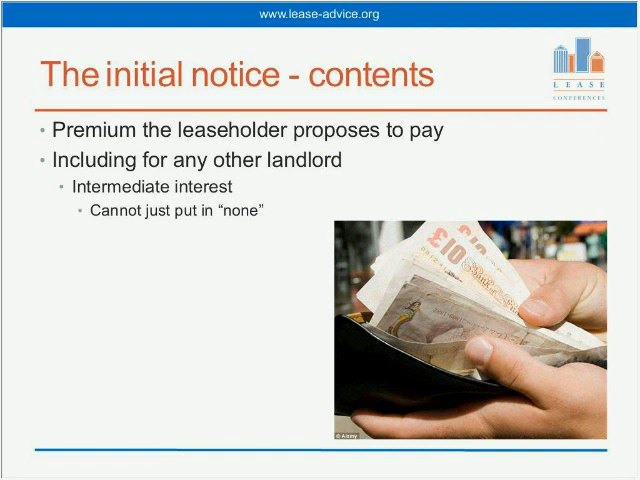 www.lease-advice.org
The initial notice - contents
L E A S E
CONFERENCES
• Premium the leaseholder proposes to pay
• Including for any other landlord
• Intermediate interest
• Cannot just put in “none”
£10
© Alamy